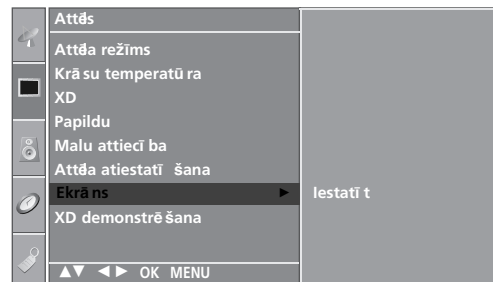 Attēls
Attēla režīms
Krāsu temperatūra
XD
Papildu
Malu attiecība
Attēla atiestatīšana
Ekrāns ► Iestatīt
XD demonstrēšana
▲▼ ◄► OK MENU